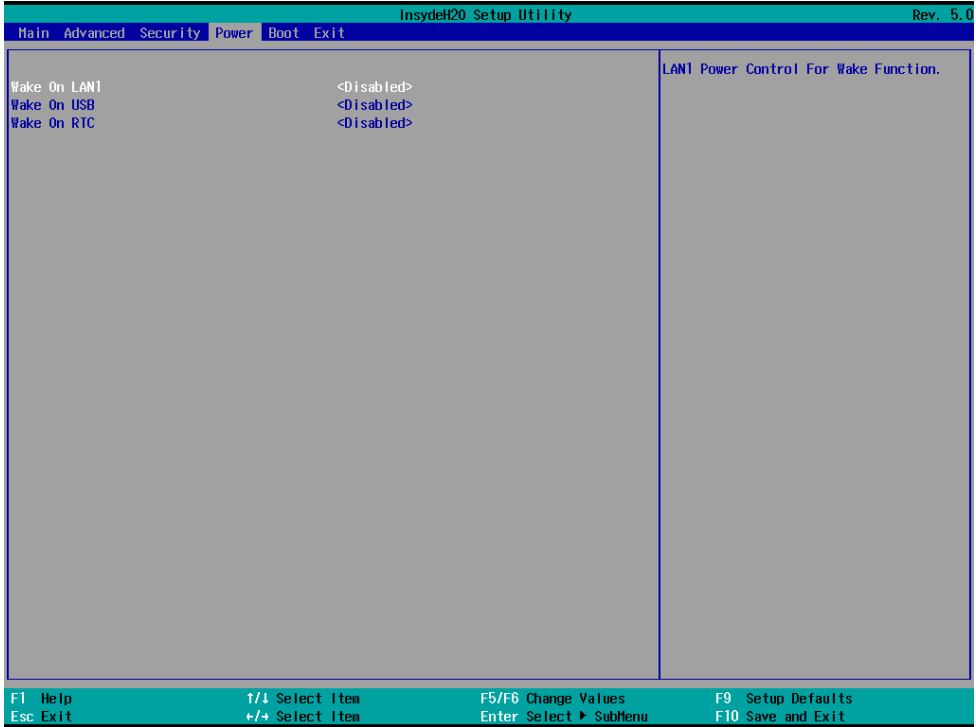 InsydeH20 Setup Utility Rev. 5.0
Main Advanced Security Power Boot Exit
LAN1 Power Control For Wake Function.
Wake On LAN1 <Disabled>
Wake On USB <Disabled>
Wake On RTC <Disabled>
F1 Help ↑/↓ Select Item F5/F6 Change Values F9 Setup Defaults
Esc Exit ←/→ Select Item Enter Select ▶ SubMenu F10 Save and Exit